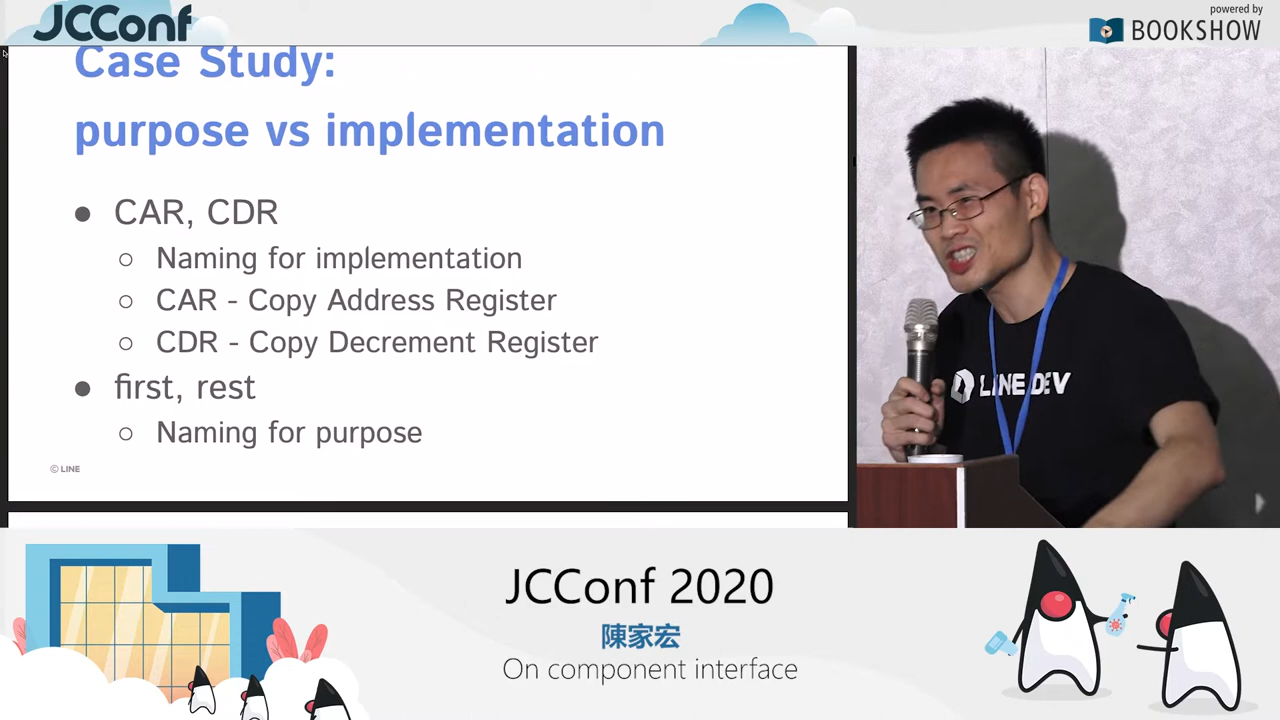 JCConf
powered by
BOOKSHOW
Case Study:
purpose vs implementation
● CAR, CDR
○ Naming for implementation
○ CAR - Copy Address Register
○ CDR - Copy Decrement Register
● first, rest
○ Naming for purpose
© LINE
LINE DEV
JCConf 2020
陳家宏
On component interface